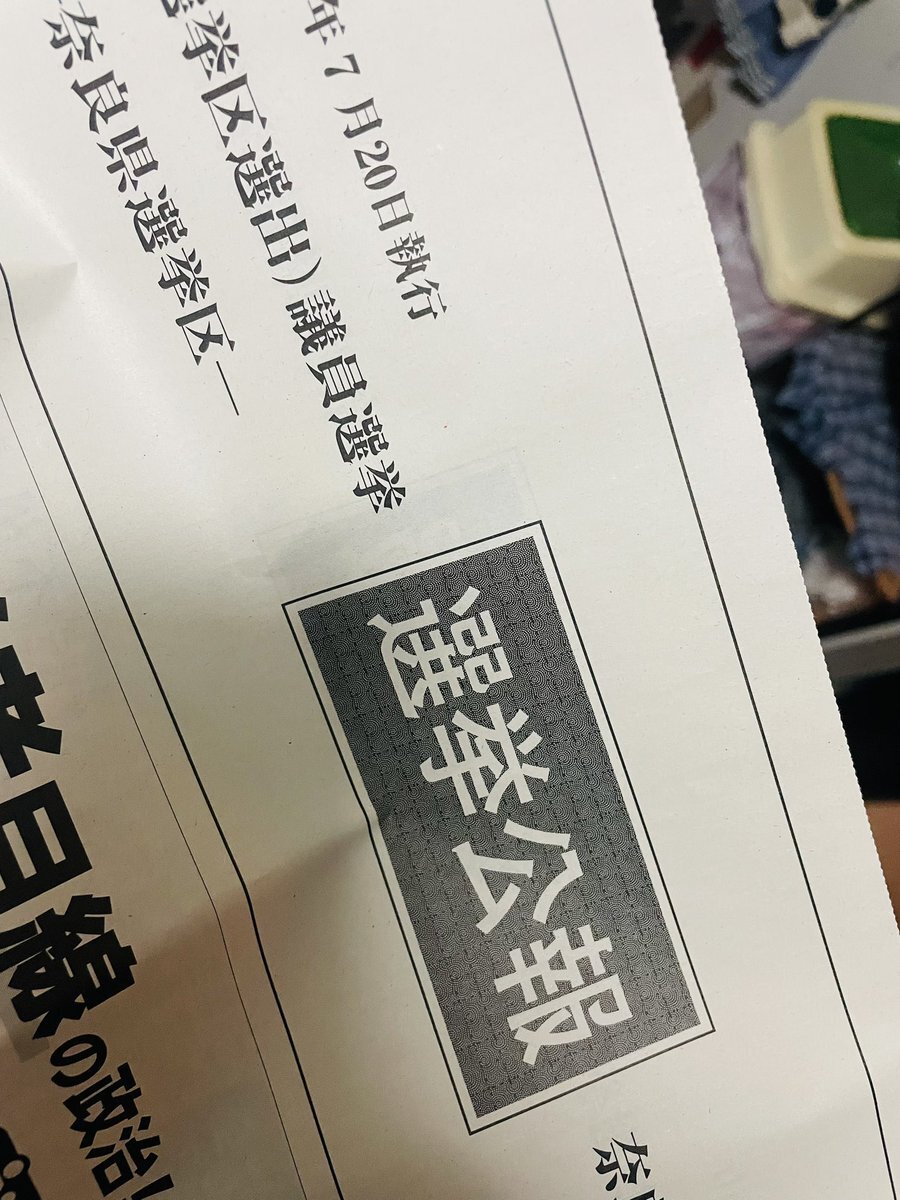 年7月20日執行
選挙区選出)議員選挙
奈良県選挙区―
選挙公報
奈
目線の政治!